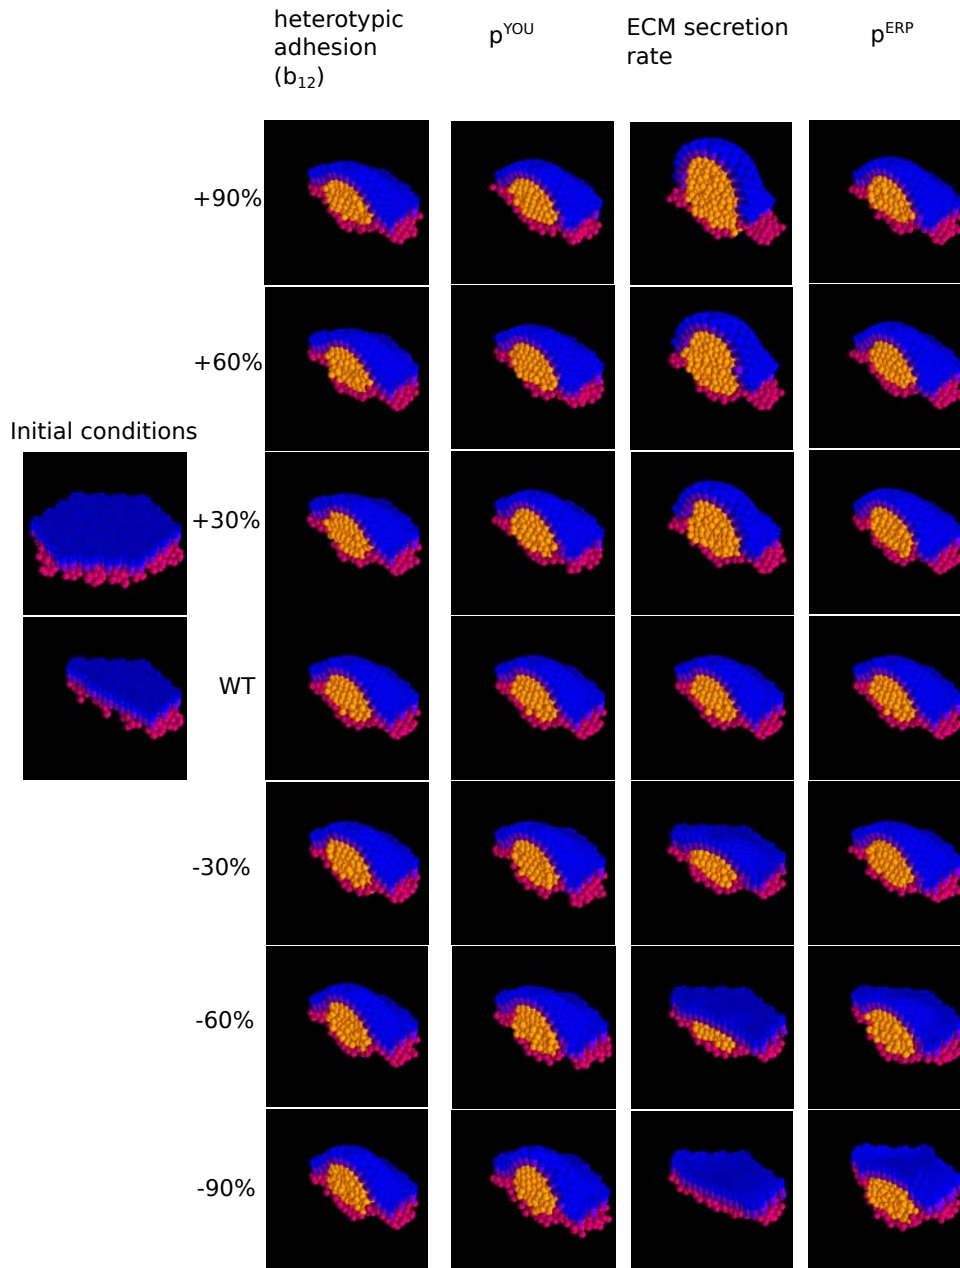 heterotypic
adhesion
(b₁₂)
pʸᴼᵁ
ECM secretion
rate
pᴱᴿᴾ
+90%
+60%
Initial conditions
+30%
WT
-30%
-60%
-90%